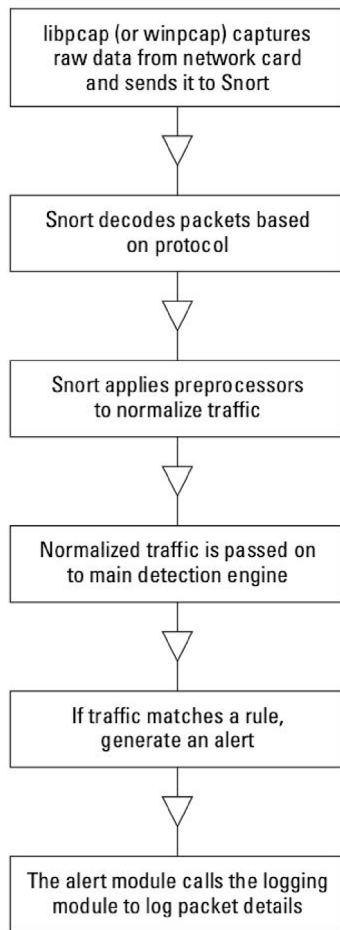 libpcap (or winpcap) captures
raw data from network card
and sends it to Snort
Snort decodes packets based
on protocol
Snort applies preprocessors
to normalize traffic
Normalized traffic is passed on
to main detection engine
If traffic matches a rule,
generate an alert
The alert module calls the logging
module to log packet details